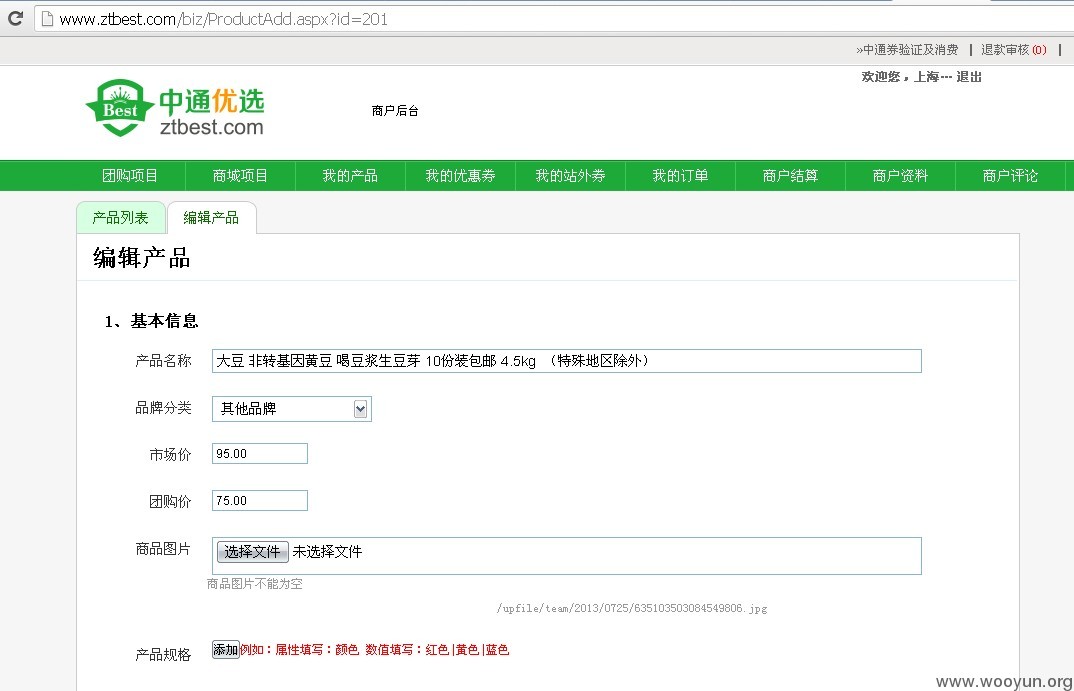 www.ztbest.com/biz/ProductAdd.aspx?id=201
»中通券验证及消费 | 退款审核(0) |
欢迎您，上海… 退出
Best 中通优选
ztbest.com
商户后台
团购项目 商城项目 我的产品 我的优惠券 我的站外券 我的订单 商户结算 商户资料 商户评论
产品列表 编辑产品
编辑产品
1、基本信息
产品名称 大豆 非转基因黄豆 喝豆浆生豆芽 10份装包邮 4.5kg （特殊地区除外）
品牌分类 其他品牌
市场价 95.00
团购价 75.00
商品图片 选择文件 未选择文件
商品图片不能为空
/upfile/team/2013/0725/635103503084549806.jpg
产品规格 添加例如：属性填写：颜色 数值填写：红色|黄色|蓝色
www.wooyun.org